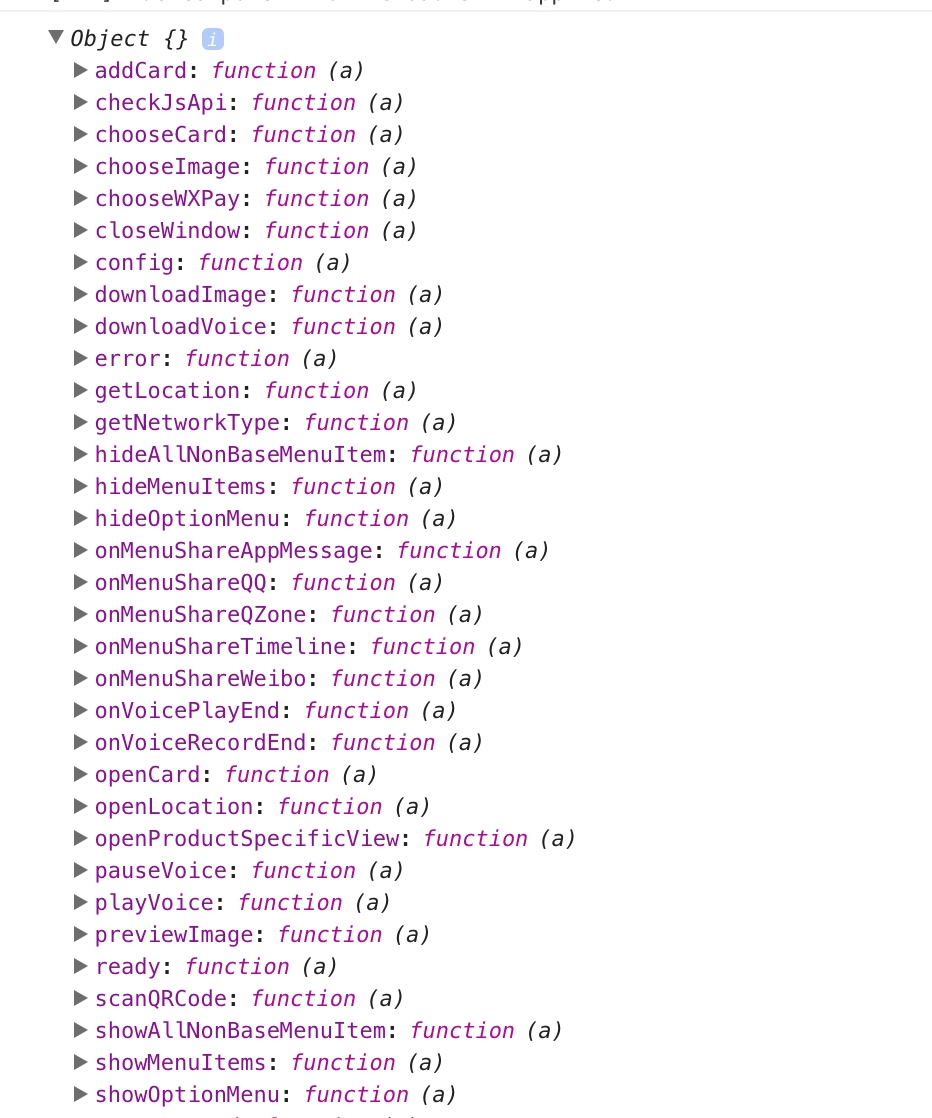 Object {} i
addCard: function (a)
checkJsApi: function (a)
chooseCard: function (a)
chooseImage: function (a)
chooseWXPay: function (a)
closeWindow: function (a)
config: function (a)
downloadImage: function (a)
downloadVoice: function (a)
error: function (a)
getLocation: function (a)
getNetworkType: function (a)
hideAllNonBaseMenuItem: function (a)
hideMenuItems: function (a)
hideOptionMenu: function (a)
onMenuShareAppMessage: function (a)
onMenuShareQQ: function (a)
onMenuShareQZone: function (a)
onMenuShareTimeline: function (a)
onMenuShareWeibo: function (a)
onVoicePlayEnd: function (a)
onVoiceRecordEnd: function (a)
openCard: function (a)
openLocation: function (a)
openProductSpecificView: function (a)
pauseVoice: function (a)
playVoice: function (a)
previewImage: function (a)
ready: function (a)
scanQRCode: function (a)
showAllNonBaseMenuItem: function (a)
showMenuItems: function (a)
showOptionMenu: function (a)